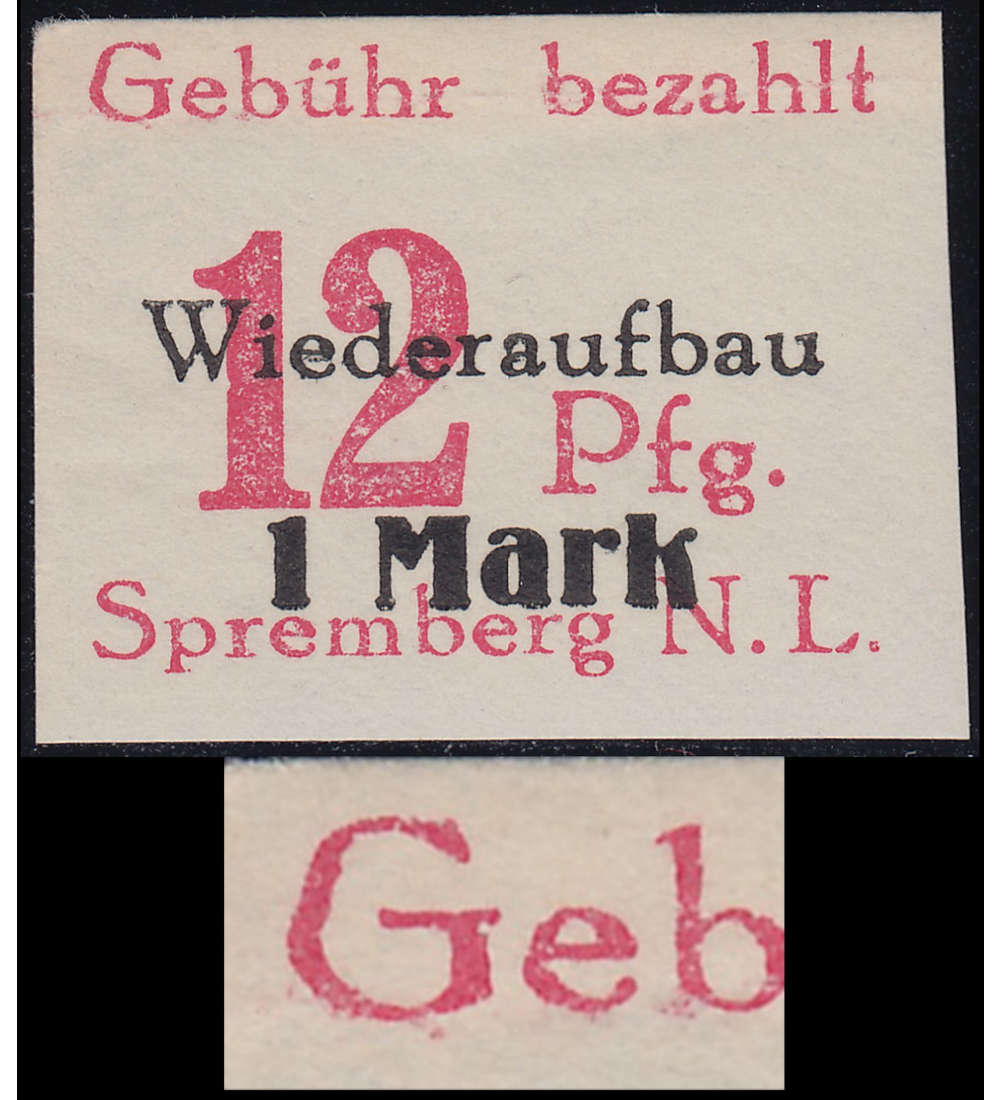 Gebühr bezahlt
Wiederaufbau
12 Pfg.
1 Mark
Spremberg N. L.
Geb